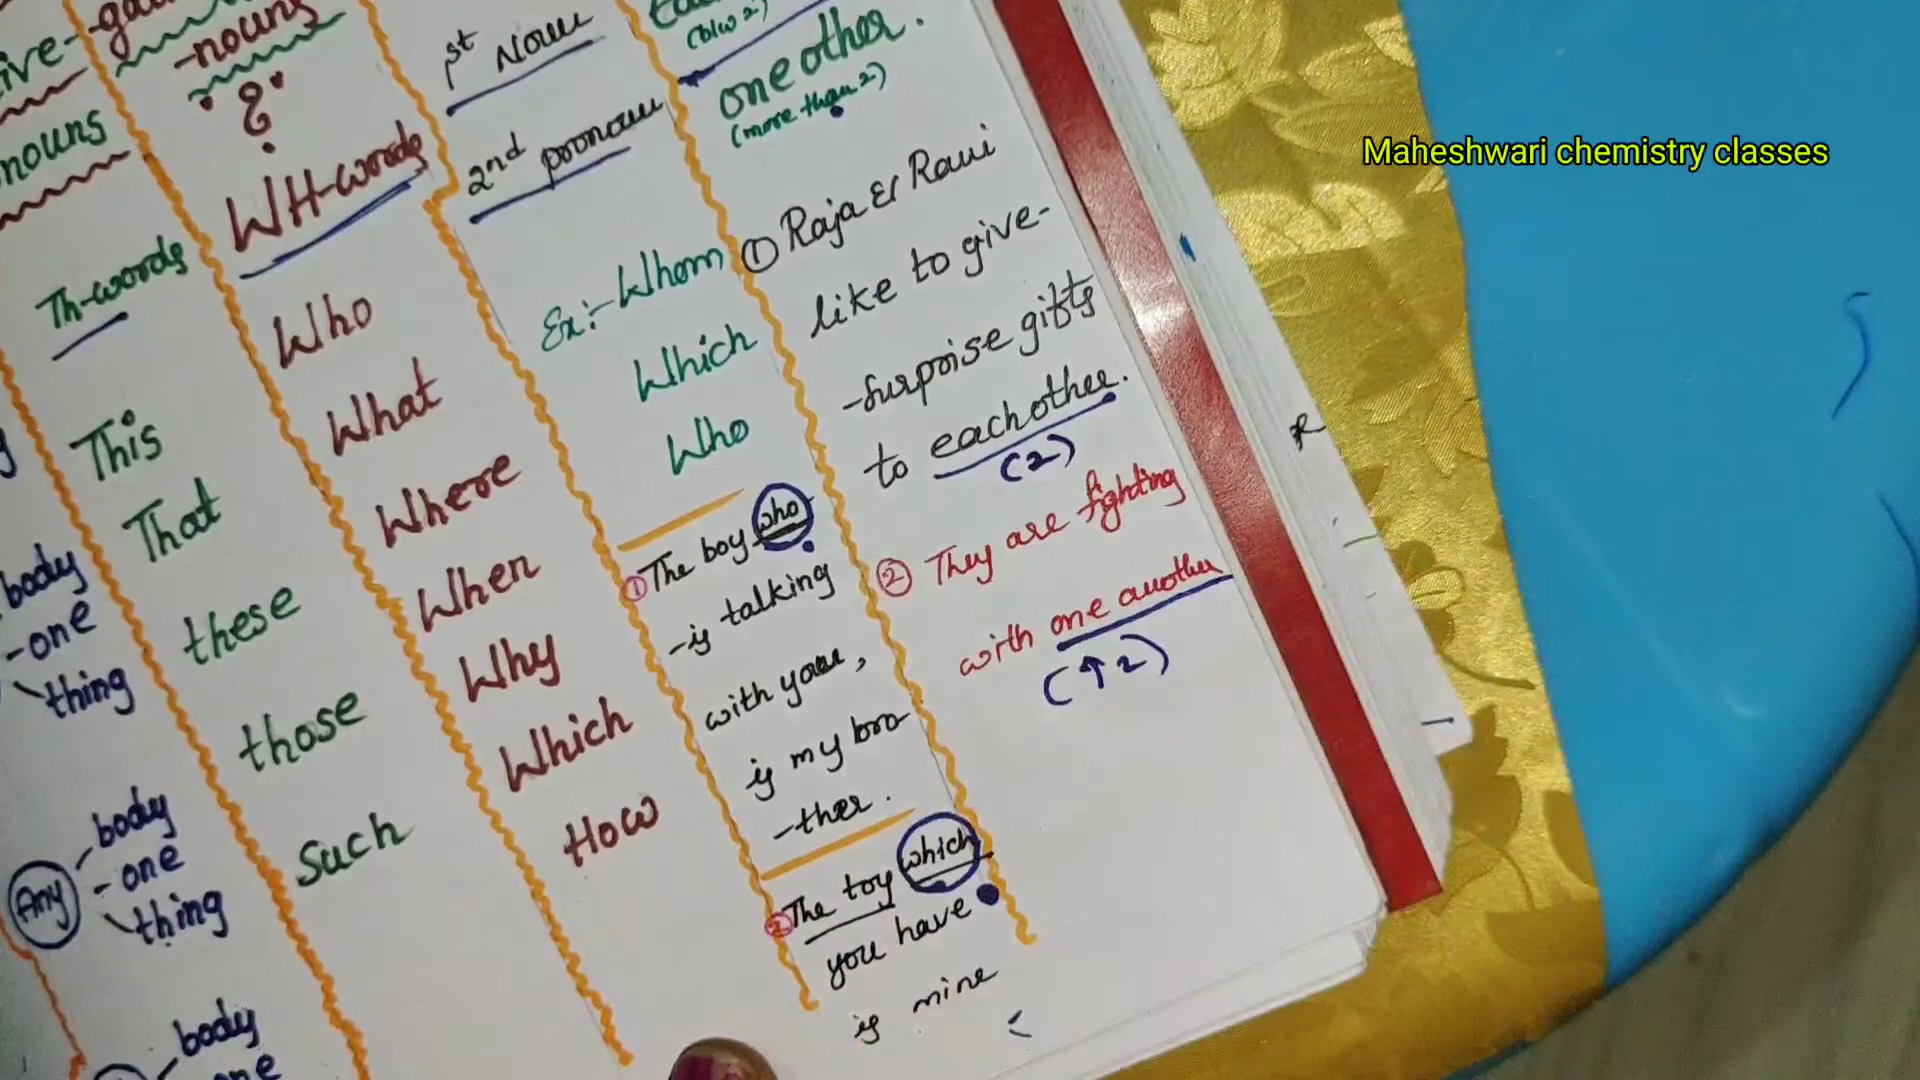 nouns
body
-one
thing
Any
body
- one
thing
body
Th-words
This
That
these
those
Such
-nouns
?
WH-words
Who
What
Where
When
Why
Which
How
1st Noun
2nd pronoun
Ex:- Whom
Which
Who
① The boy who
-is talking
with you,
is my bro-
-ther.
② The toy which
you have
is mine
(b/w 2)
one other.
(more than 2)
① Raja & Ravi
like to give-
-surprise gifts
to eachother.
(2)
② They are fighting
with one another
(↑2)
Maheshwari chemistry classes